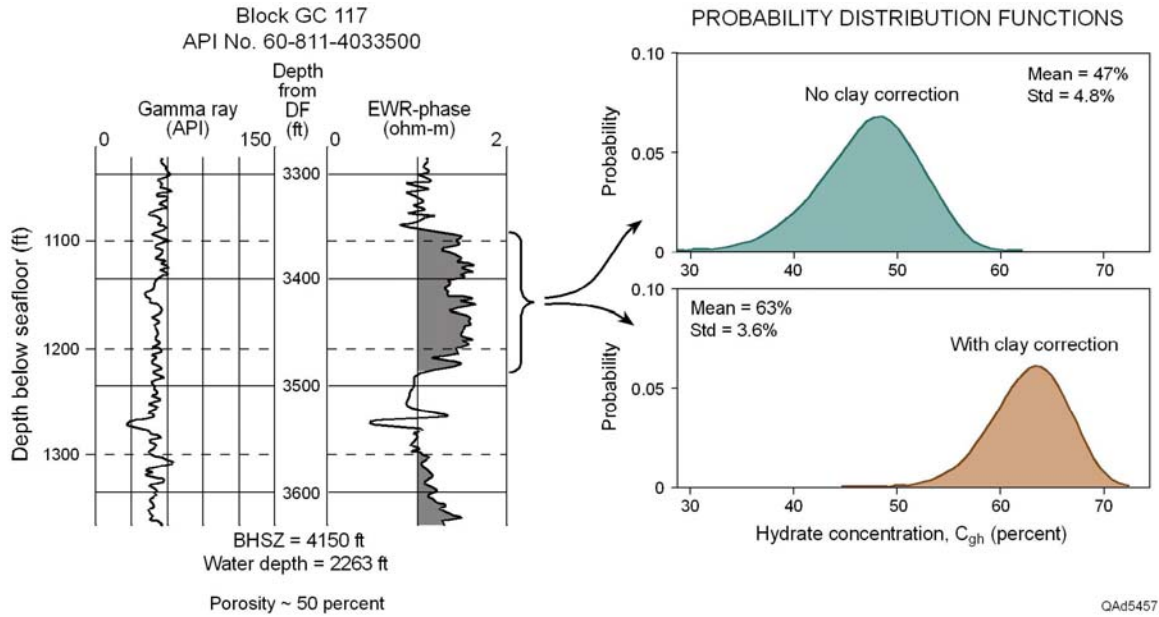 Block GC 117
API No. 60-811-4033500
Gamma ray
(API)
0
150
Depth
from
DF
(ft)
EWR-phase
(ohm-m)
0
2
Depth below seafloor (ft)
1100
1200
1300
3300
3400
3500
3600
BHSZ = 4150 ft
Water depth = 2263 ft
Porosity ~ 50 percent
PROBABILITY DISTRIBUTION FUNCTIONS
Probability
0.10
0.05
0
No clay correction
Mean = 47%
Std = 4.8%
30
40
50
60
70
Probability
0.10
0.05
0
Mean = 63%
Std = 3.6%
With clay correction
30
40
50
60
70
Hydrate concentration, Cgh (percent)
QAd5457